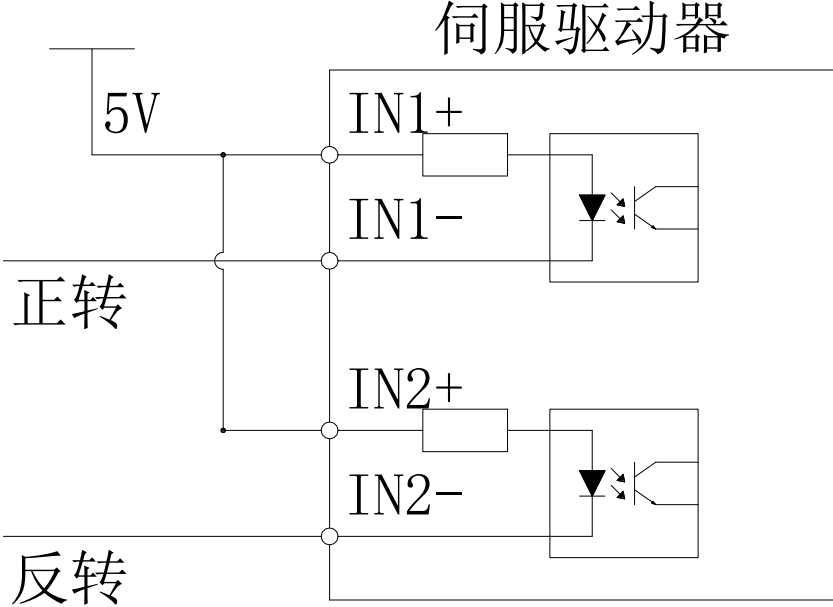 伺服驱动器
5V
IN1+
IN1-
正转
IN2+
IN2-
反转